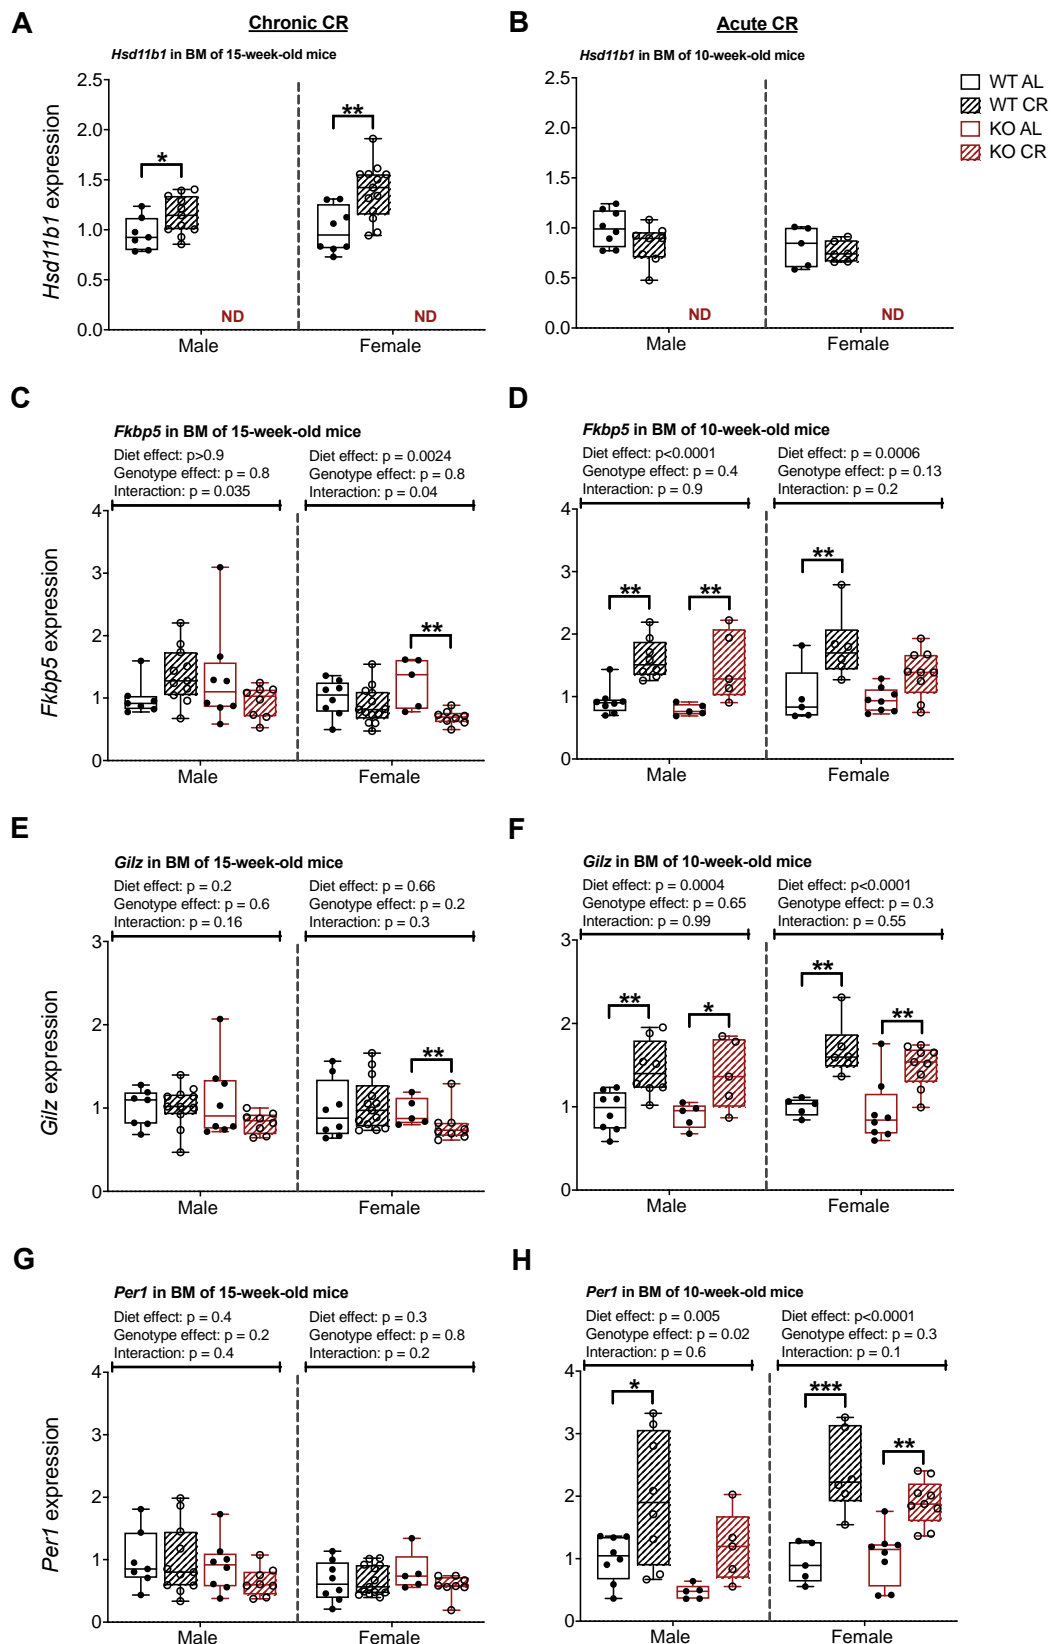 A
Chronic CR
Hsd11b1 in BM of 15-week-old mice
Hsd11b1 expression
2.5
2.0
1.5
1.0
0.5
0.0
*
**
ND
ND
Male
Female
B
Acute CR
Hsd11b1 in BM of 10-week-old mice
2.5
2.0
1.5
1.0
0.5
0.0
ND
ND
Male
Female
WT AL
WT CR
KO AL
KO CR
C
Fkbp5 in BM of 15-week-old mice
Diet effect: p>0.9
Genotype effect: p = 0.8
Interaction: p = 0.035
Diet effect: p = 0.0024
Genotype effect: p = 0.8
Interaction: p = 0.04
Fkbp5 expression
4
3
2
1
0
**
Male
Female
D
Fkbp5 in BM of 10-week-old mice
Diet effect: p<0.0001
Genotype effect: p = 0.4
Interaction: p = 0.9
Diet effect: p = 0.0006
Genotype effect: p = 0.13
Interaction: p = 0.2
4
3
2
1
0
**
**
**
Male
Female
E
Gilz in BM of 15-week-old mice
Diet effect: p = 0.2
Genotype effect: p = 0.6
Interaction: p = 0.16
Diet effect: p = 0.66
Genotype effect: p = 0.2
Interaction: p = 0.3
Gilz expression
3
2
1
0
**
Male
Female
F
Gilz in BM of 10-week-old mice
Diet effect: p = 0.0004
Genotype effect: p = 0.65
Interaction: p = 0.99
Diet effect: p<0.0001
Genotype effect: p = 0.3
Interaction: p = 0.55
3
2
1
0
**
*
**
**
Male
Female
G
Per1 in BM of 15-week-old mice
Diet effect: p = 0.4
Genotype effect: p = 0.2
Interaction: p = 0.4
Diet effect: p = 0.3
Genotype effect: p = 0.8
Interaction: p = 0.2
Per1 expression
4
3
2
1
0
Male
Female
H
Per1 in BM of 10-week-old mice
Diet effect: p = 0.005
Genotype effect: p = 0.02
Interaction: p = 0.6
Diet effect: p<0.0001
Genotype effect: p = 0.3
Interaction: p = 0.1
4
3
2
1
0
*
***
**
Male
Female